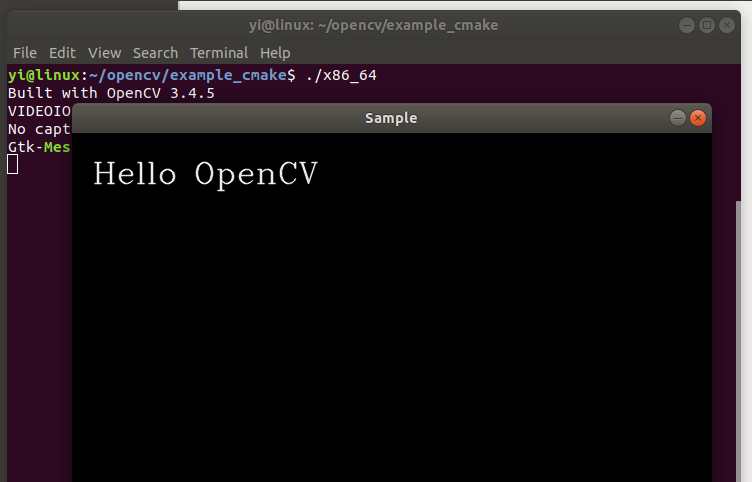 yi@linux: ~/opencv/example_cmake
File Edit View Search Terminal Help
yi@linux:~/opencv/example_cmake$ ./x86_64
Built with OpenCV 3.4.5
VIDEOIO
No capt
Gtk-Mes
Sample
Hello OpenCV